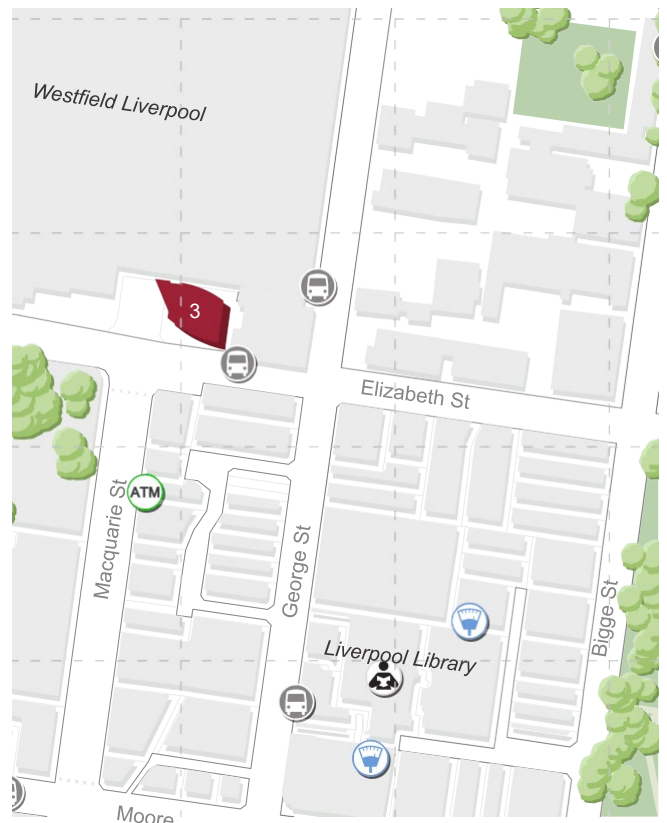 Westfield Liverpool
3
Elizabeth St
ATM
Macquarie St
George St
Bigge St
Liverpool Library
Moore